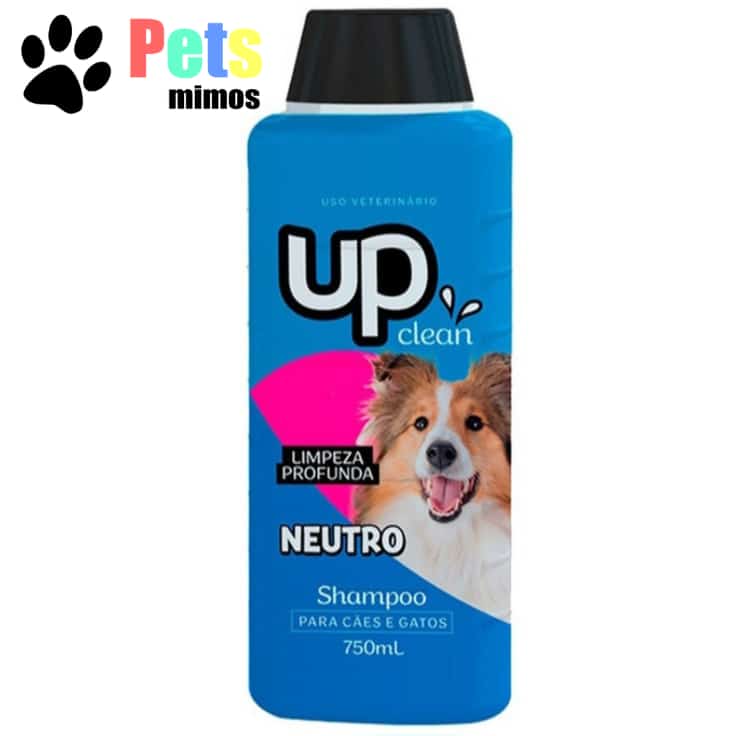 Pets
mimos
USO VETERINÁRIO
up
clean
LIMPEZA
PROFUNDA
NEUTRO
Shampoo
PARA CÃES E GATOS
750mL